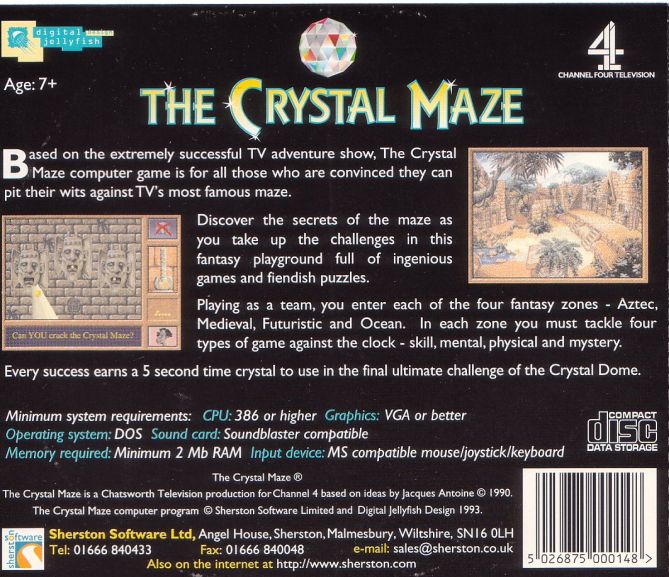 digital design
jellyfish
Age: 7+
4
CHANNEL FOUR TELEVISION
THE CRYSTAL MAZE
Based on the extremely successful TV adventure show, The Crystal
Maze computer game is for all those who are convinced they can
pit their wits against TV's most famous maze.
Discover the secrets of the maze as
you take up the challenges in this
fantasy playground full of ingenious
games and fiendish puzzles.
Can YOU crack the Crystal Maze?
Playing as a team, you enter each of the four fantasy zones - Aztec,
Medieval, Futuristic and Ocean. In each zone you must tackle four
types of game against the clock - skill, mental, physical and mystery.
Every success earns a 5 second time crystal to use in the final ultimate challenge of the Crystal Dome.
Minimum system requirements: CPU: 386 or higher Graphics: VGA or better
Operating system: DOS Sound card: Soundblaster compatible
Memory required: Minimum 2 Mb RAM Input device: MS compatible mouse/joystick/keyboard
COMPACT
disc
DATA STORAGE
The Crystal Maze ®
The Crystal Maze is a Chatsworth Television production for Channel 4 based on ideas by Jacques Antoine © 1990.
The Crystal Maze computer program © Sherston Software Limited and Digital Jellyfish Design 1993.
sherston
software
Sherston Software Ltd, Angel House, Sherston, Malmesbury, Wiltshire, SN16 0LH
Tel: 01666 840433 Fax: 01666 840048 e-mail: sales@sherston.co.uk
Also on the internet at http://www.sherston.com
5 026875 000148 >